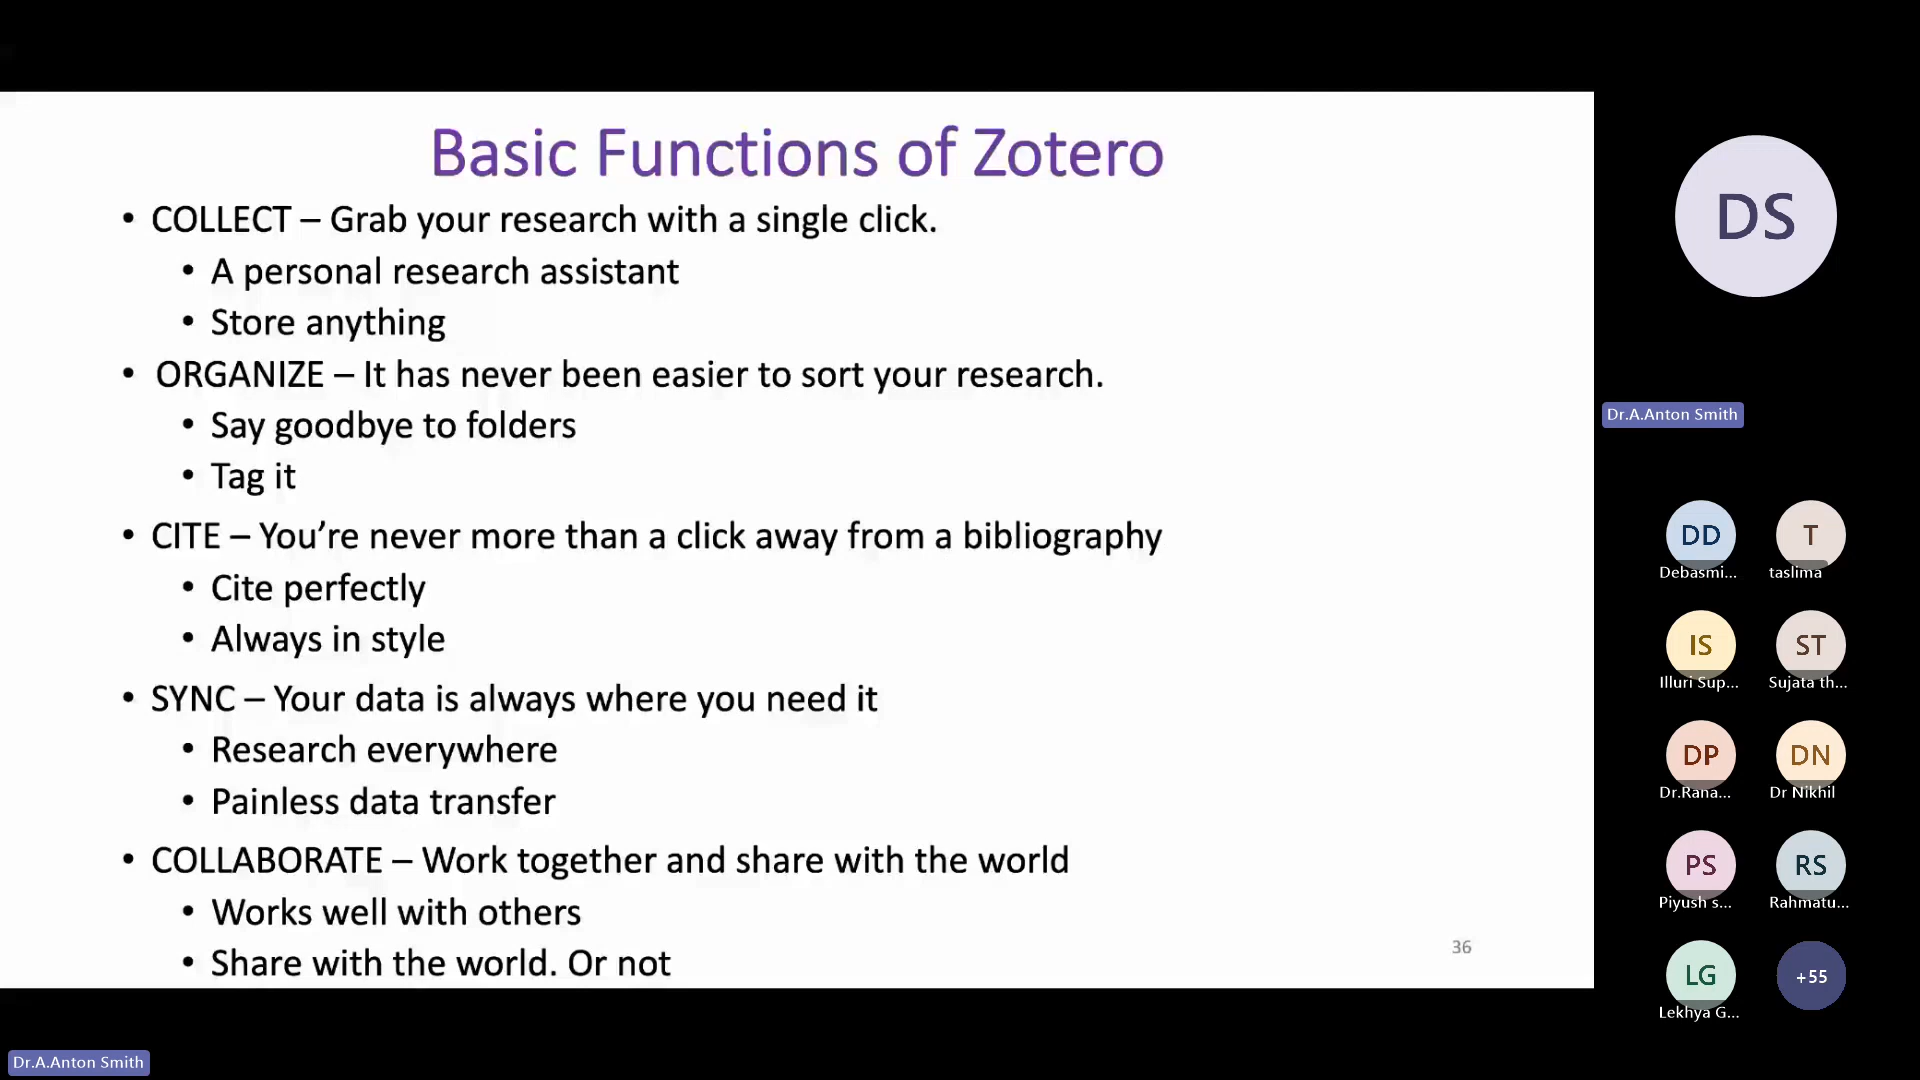 Basic Functions of Zotero
• COLLECT – Grab your research with a single click.
• A personal research assistant
• Store anything
• ORGANIZE – It has never been easier to sort your research.
• Say goodbye to folders
• Tag it
• CITE – You’re never more than a click away from a bibliography
• Cite perfectly
• Always in style
• SYNC – Your data is always where you need it
• Research everywhere
• Painless data transfer
• COLLABORATE – Work together and share with the world
• Works well with others
• Share with the world. Or not
36
DS
Dr.A.Anton Smith
DD
T
Debasmi...
taslima
IS
ST
Illuri Sup...
Sujata th...
DP
DN
Dr.Rana...
Dr Nikhil
PS
RS
Piyush s...
Rahmatu...
LG
+55
Lekhya G...
Dr.A.Anton Smith